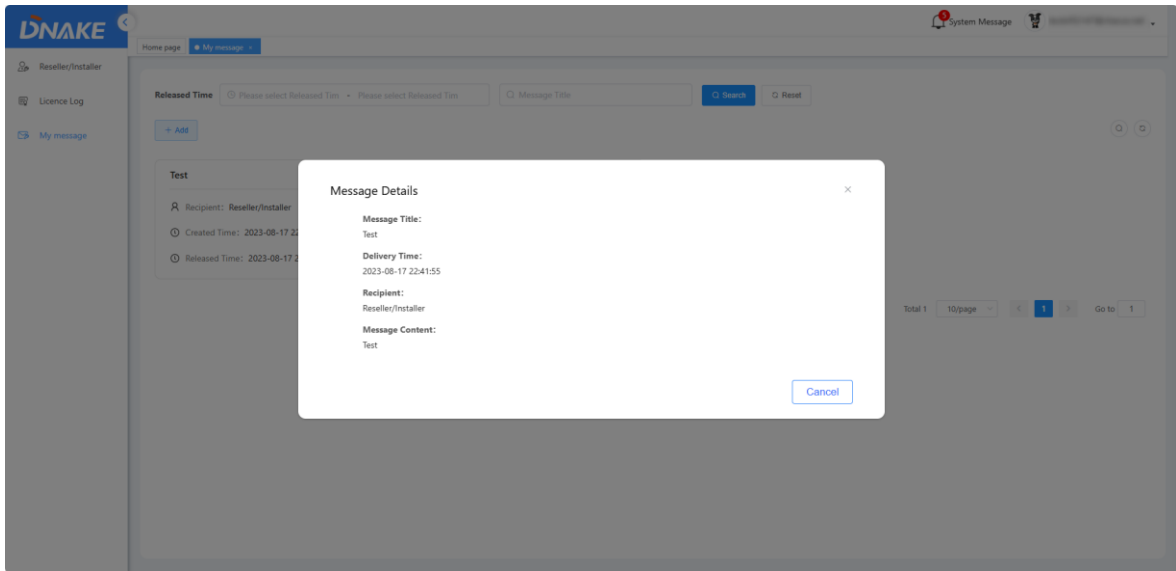 DNAKE
System Message
Home page
My message
Reseller/Installer
Licence Log
My message
Released Time
Please select Released Tim - Please select Released Tim
Message Title
Search
Reset
+ Add
Test
Recipient: Reseller/Installer
Created Time: 2023-08-17 22
Released Time: 2023-08-17 2
Message Details
Message Title:
Test
Delivery Time:
2023-08-17 22:41:55
Recipient:
Reseller/Installer
Message Content:
Test
Cancel
Total 1 10/page < 1 > Go to 1